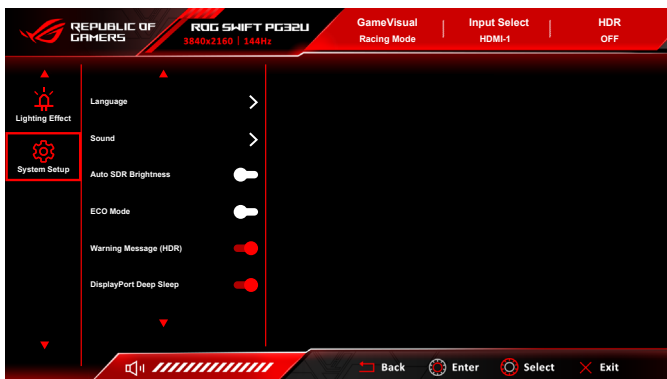 REPUBLIC OF
GAMERS
ROG SWIFT PG32U
3840x2160 | 144Hz
GameVisual
Racing Mode
Input Select
HDMI-1
HDR
OFF
Lighting Effect
System Setup
Language
Sound
Auto SDR Brightness
ECO Mode
Warning Message (HDR)
DisplayPort Deep Sleep
Back
Enter
Select
Exit